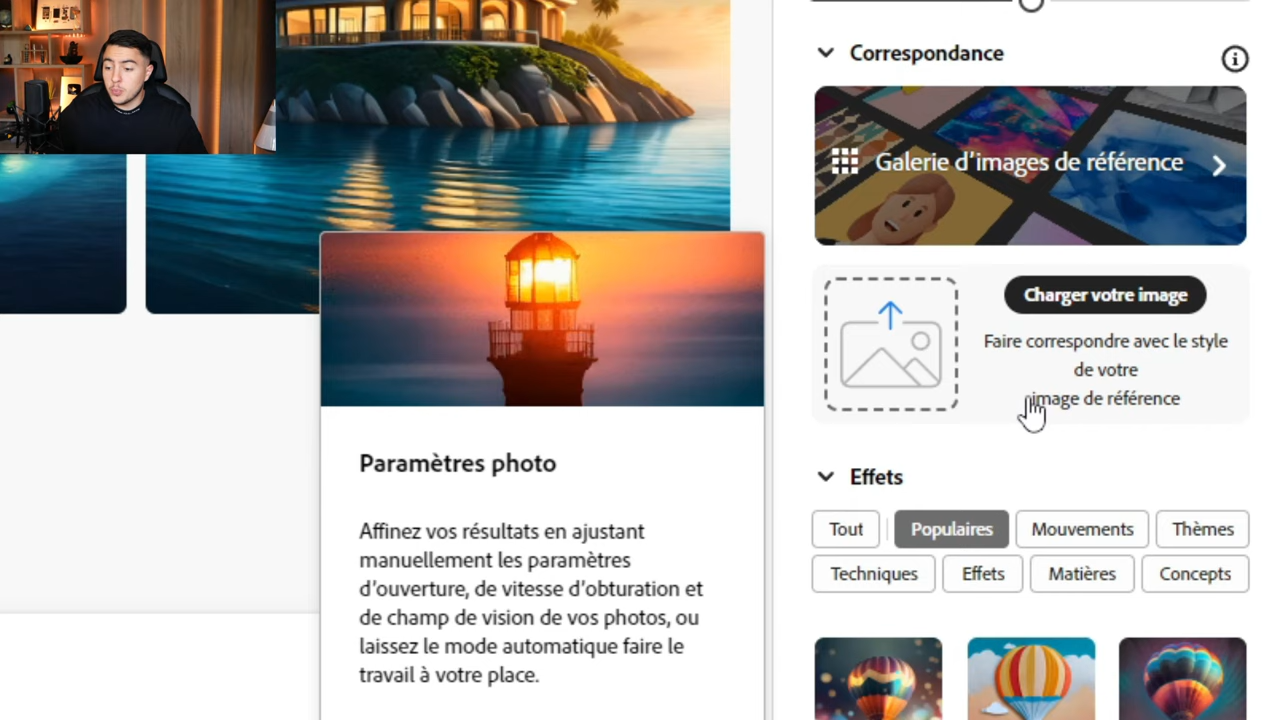 Correspondance
Galerie d’images de référence
Charger votre image
Faire correspondre avec le style
de votre
image de référence
Paramètres photo
Affinez vos résultats en ajustant
manuellement les paramètres
d’ouverture, de vitesse d’obturation et
de champ de vision de vos photos, ou
laissez le mode automatique faire le
travail à votre place.
Effets
Tout
Populaires
Mouvements
Thèmes
Techniques
Effets
Matières
Concepts